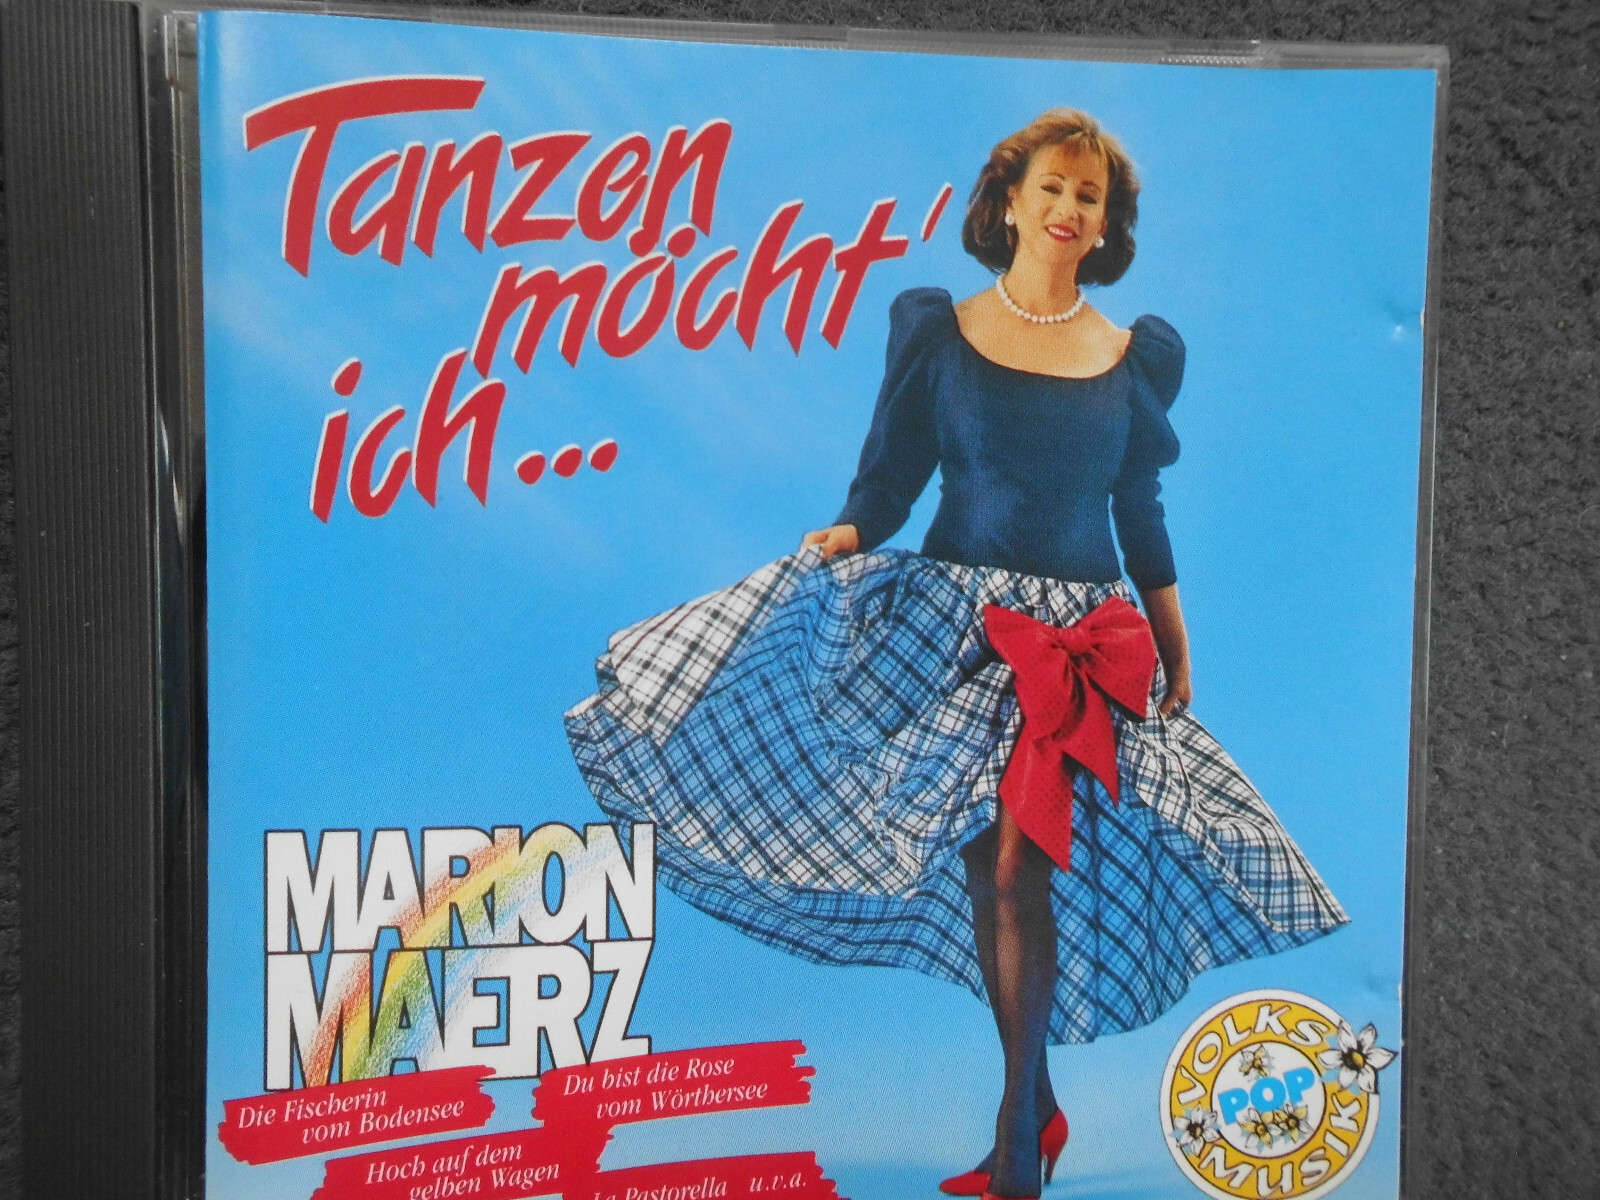 Tanzen
möcht'
ich...
MARION
MAERZ
Die Fischerin
vom Bodensee
Du bist die Rose
vom Wörthersee
Hoch auf dem
gelben Wagen
La Pastorella u.v.a.
VOLKS
POP
MUSIK